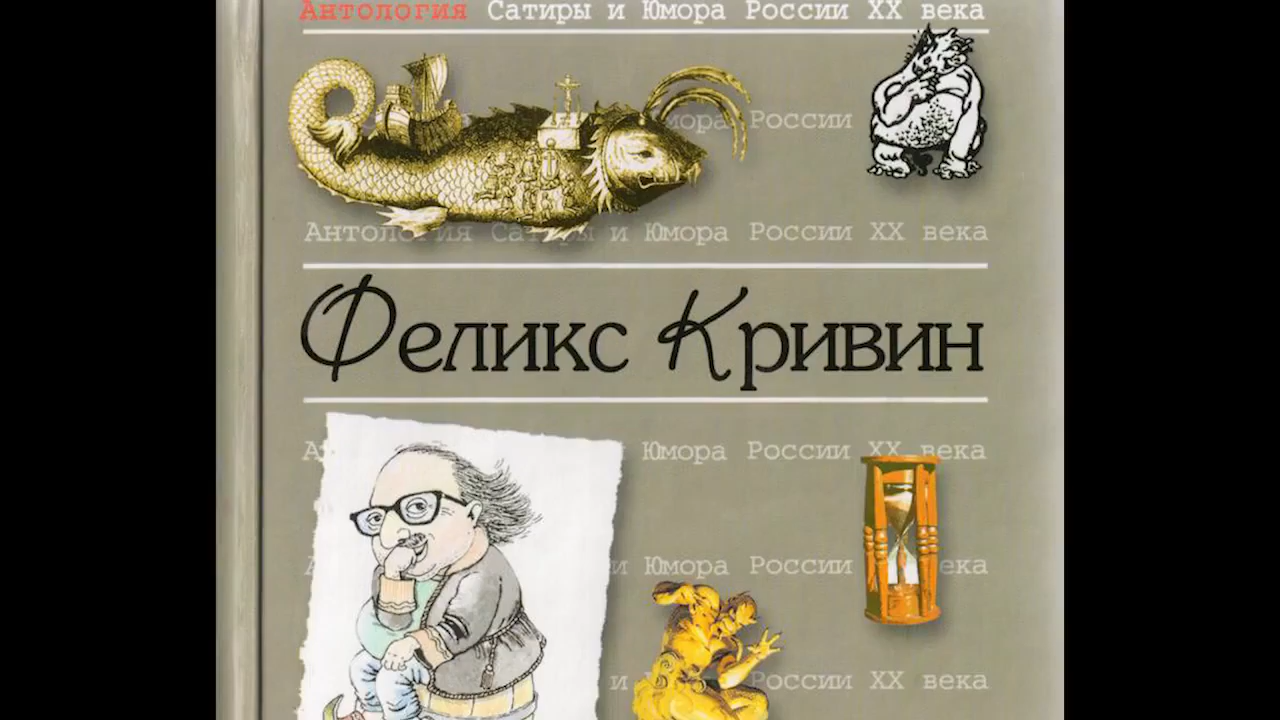 Антология Сатиры и Юмора России XX века
Юмора России
Антология Сатиры и Юмора России XX века
Феликс Кривин
А Юмора России XX века
А и Юмора России века
и России XX века